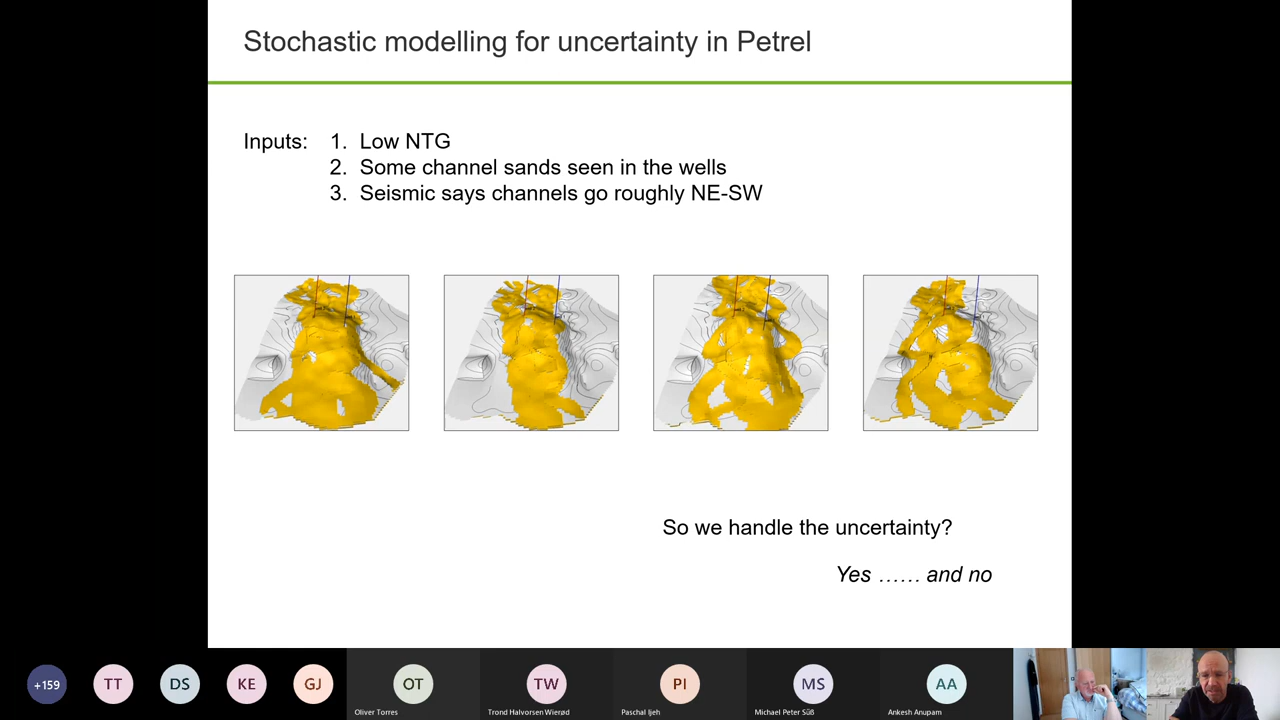 Stochastic modelling for uncertainty in Petrel
Inputs: 1. Low NTG
2. Some channel sands seen in the wells
3. Seismic says channels go roughly NE-SW
So we handle the uncertainty?
Yes …… and no
+159 TT DS KE GJ OT TW PI MS AA
Oliver Torres Trond Halvorsen Wierød Paschal Ijeh Michael Peter Süß Ankesh Anupam